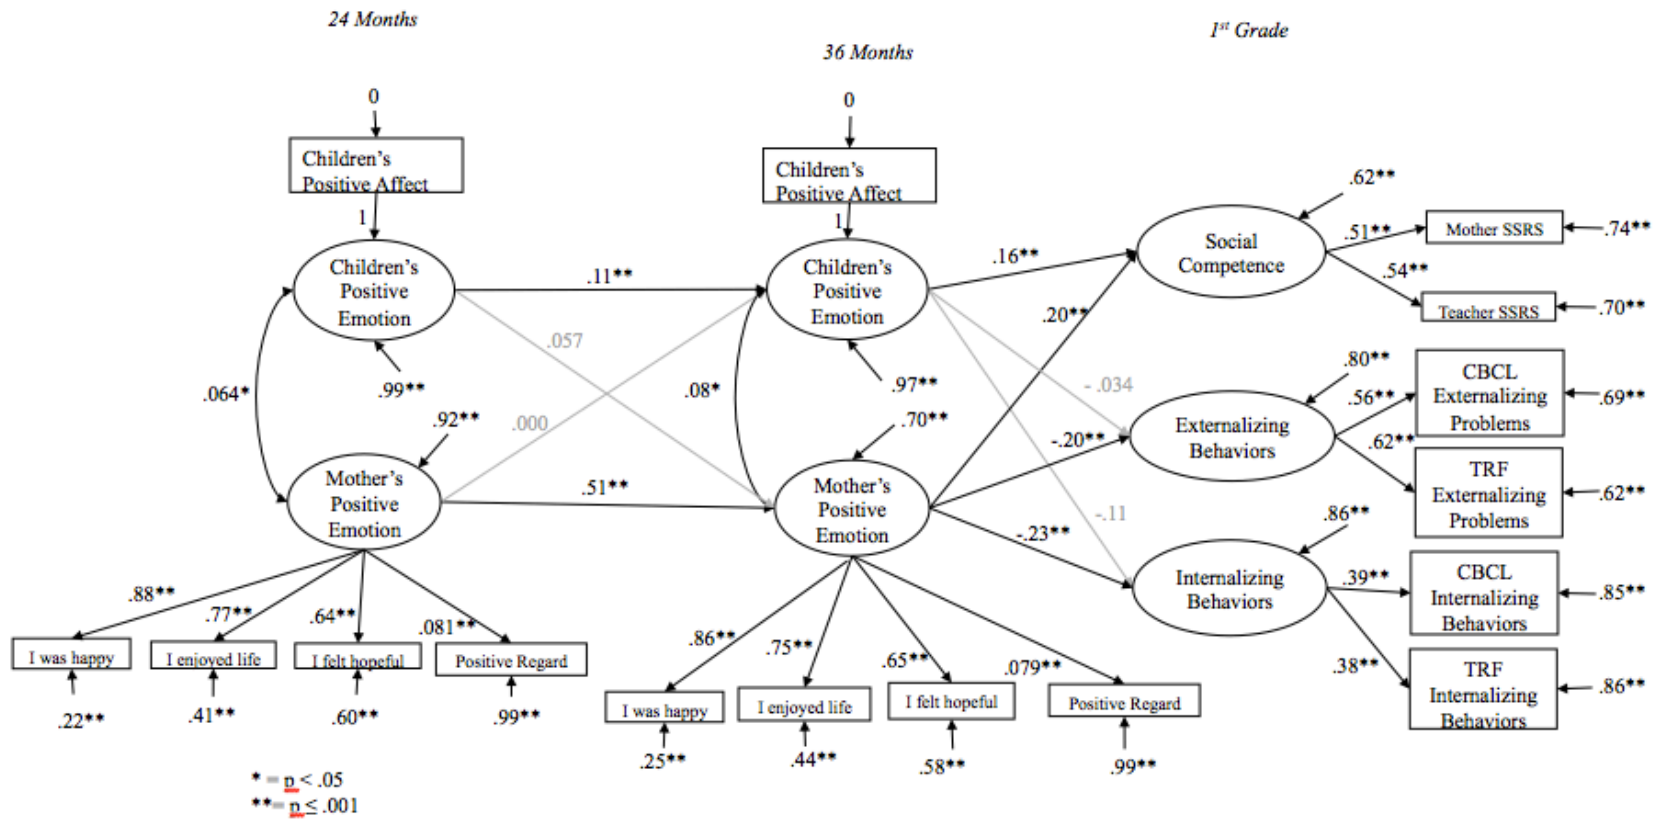 24 Months
36 Months
1st Grade
0
Children's
Positive Affect
1
Children's
Positive
Emotion
.99**
.064*
.92**
Mother's
Positive
Emotion
.88**
.77**
.64**
.081**
I was happy
I enjoyed life
I felt hopeful
Positive Regard
.22**
.41**
.60**
.99**
.11**
.057
.000
.51**
0
Children's
Positive Affect
1
Children's
Positive
Emotion
.97**
.08*
.70**
Mother's
Positive
Emotion
.86**
.75**
.65**
.079**
I was happy
I enjoyed life
I felt hopeful
Positive Regard
.25**
.44**
.58**
.99**
.16**
.20**
- .034
-.20**
-.11
-.23**
.62**
Social
Competence
.51**
.54**
Mother SSRS
.74**
Teacher SSRS
.70**
.80**
Externalizing
Behaviors
.56**
.62**
CBCL
Externalizing
Problems
.69**
TRF
Externalizing
Problems
.62**
.86**
Internalizing
Behaviors
.39**
.38**
CBCL
Internalizing
Behaviors
.85**
TRF
Internalizing
Behaviors
.86**
* = p < .05
**= p ≤ .001